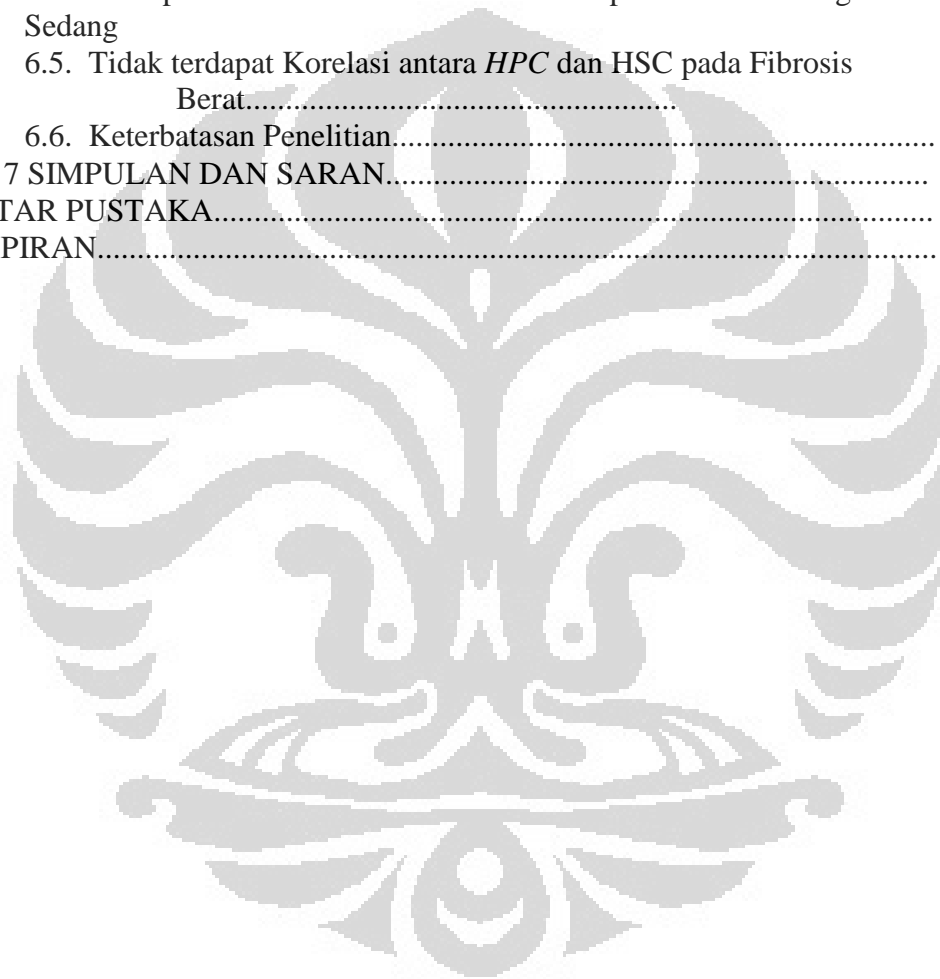 Sedang
6.5. Tidak terdapat Korelasi antara HPC dan HSC pada Fibrosis
Berat......................................................
6.6. Keterbatasan Penelitian....................................................................
7 SIMPULAN DAN SARAN....................................................................
TAR PUSTAKA..........................................................................................
PIRAN.........................................................................................................